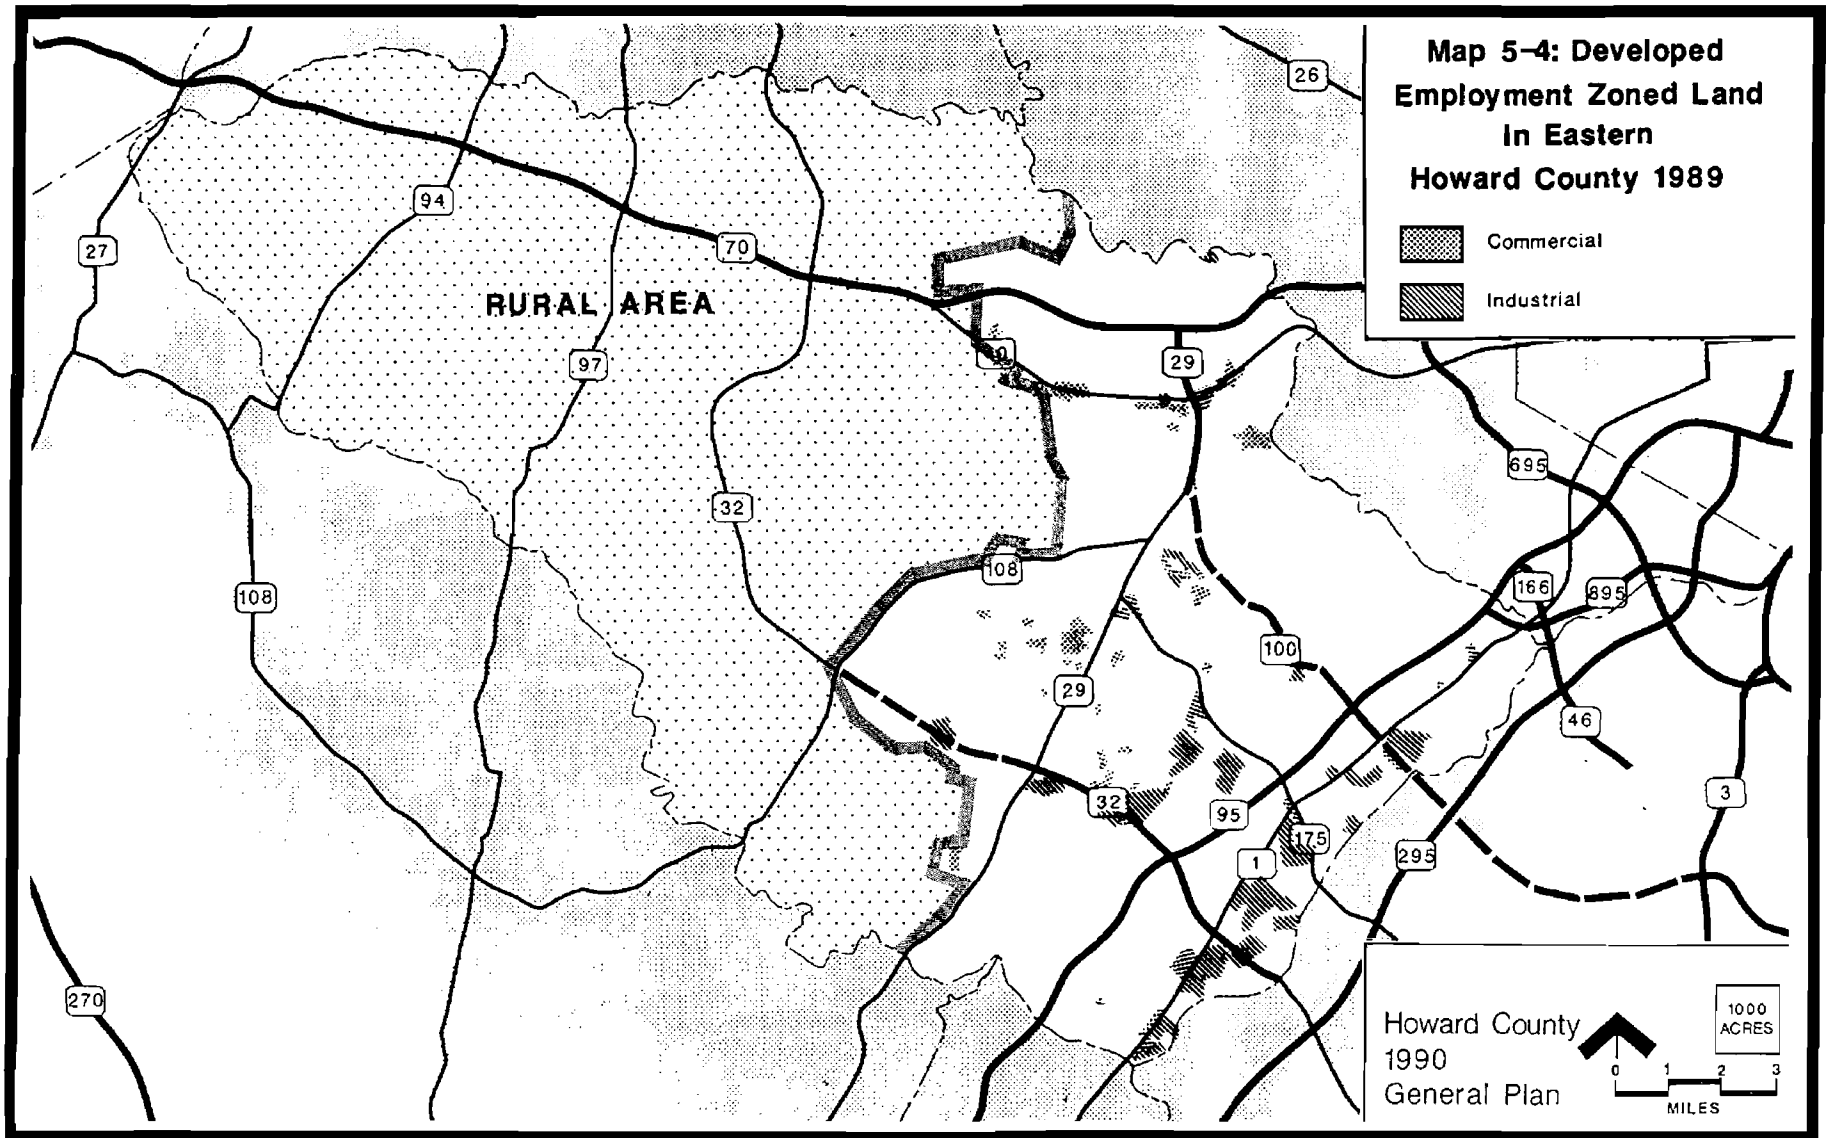 Map 5-4: Developed
Employment Zoned Land
in Eastern
Howard County 1989
Commercial
Industrial
26
94
27
70
RURAL AREA
97
29
32
695
108
108
166
895
100
29
46
32
95
3
175
1
295
270
Howard County
1990
General Plan
1000
ACRES
0 1 2 3
MILES